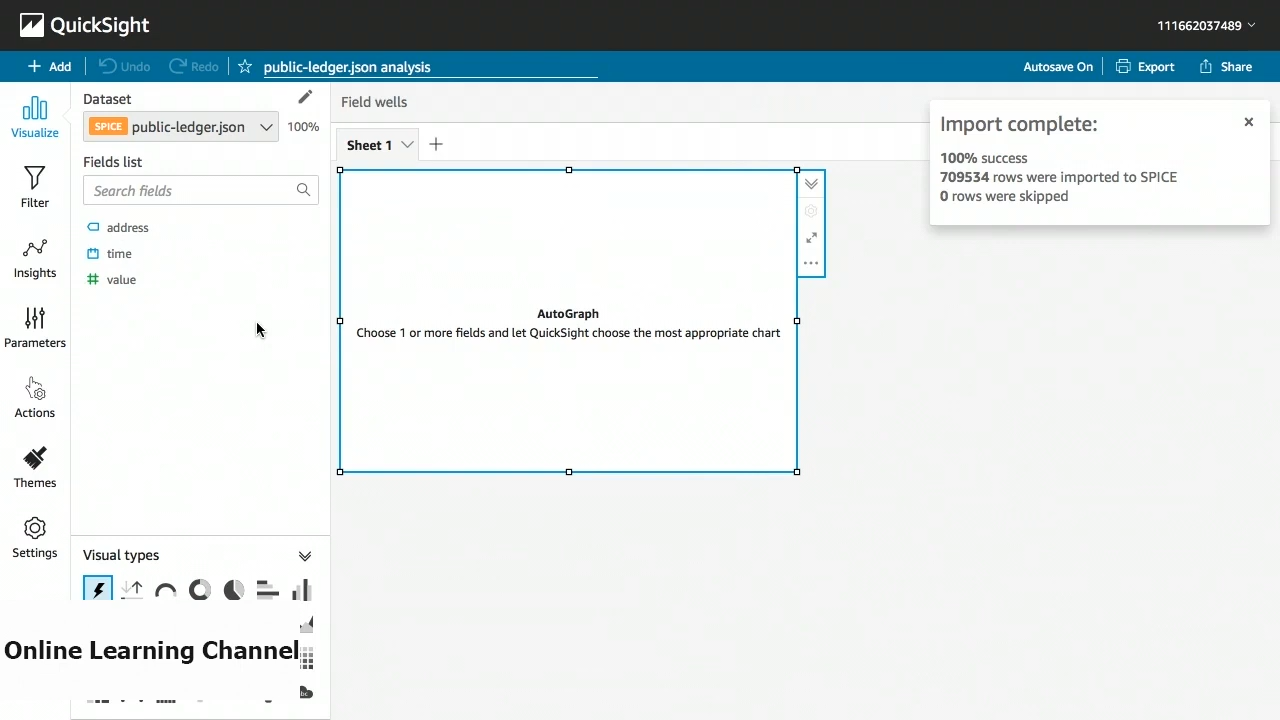 QuickSight
111662037489
Add
Undo
Redo
public-ledger.json analysis
Autosave On
Export
Share
Visualize
Filter
Insights
Parameters
Actions
Themes
Settings
Dataset
SPICE public-ledger.json
100%
Fields list
Search fields
address
time
value
Visual types
Field wells
Sheet 1
AutoGraph
Choose 1 or more fields and let QuickSight choose the most appropriate chart
Import complete:
100% success
709534 rows were imported to SPICE
0 rows were skipped
Online Learning Channel